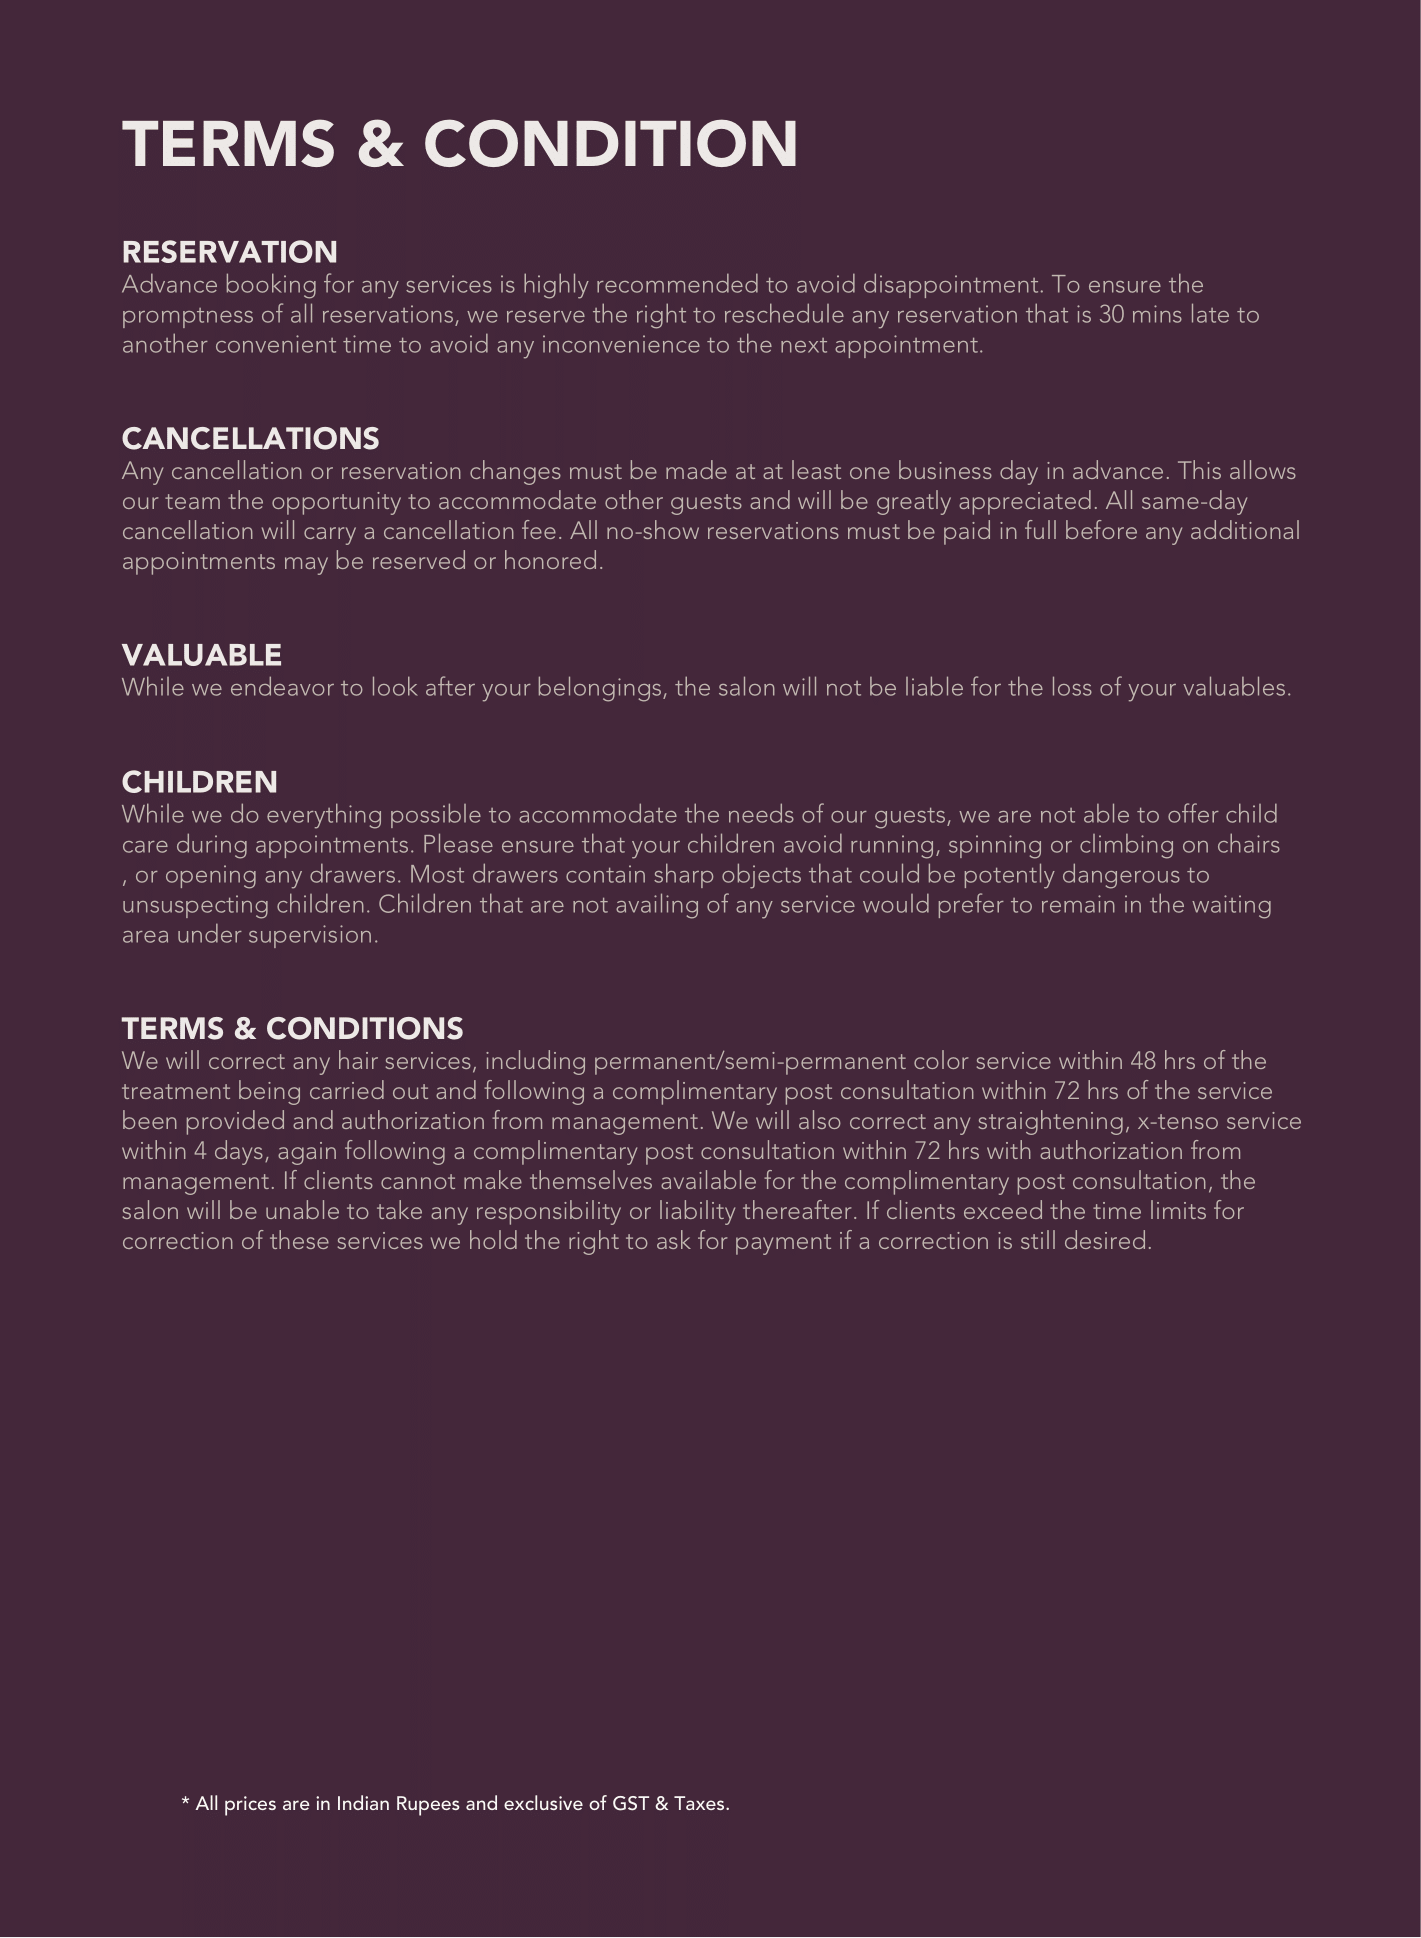 TERMS & CONDITION
RESERVATION
Advance booking for any services is highly recommended to avoid disappointment. To ensure the
promptness of all reservations, we reserve the right to reschedule any reservation that is 30 mins late to
another convenient time to avoid any inconvenience to the next appointment.
CANCELLATIONS
Any cancellation or reservation changes must be made at at least one business day in advance. This allows
our team the opportunity to accommodate other guests and will be greatly appreciated. All same-day
cancellation will carry a cancellation fee. All no-show reservations must be paid in full before any additional
appointments may be reserved or honored.
VALUABLE
While we endeavor to look after your belongings, the salon will not be liable for the loss of your valuables.
CHILDREN
While we do everything possible to accommodate the needs of our guests, we are not able to offer child
care during appointments. Please ensure that your children avoid running, spinning or climbing on chairs
, or opening any drawers. Most drawers contain sharp objects that could be potently dangerous to
unsuspecting children. Children that are not availing of any service would prefer to remain in the waiting
area under supervision.
TERMS & CONDITIONS
We will correct any hair services, including permanent/semi-permanent color service within 48 hrs of the
treatment being carried out and following a complimentary post consultation within 72 hrs of the service
been provided and authorization from management. We will also correct any straightening, x-tenso service
within 4 days, again following a complimentary post consultation within 72 hrs with authorization from
management. If clients cannot make themselves available for the complimentary post consultation, the
salon will be unable to take any responsibility or liability thereafter. If clients exceed the time limits for
correction of these services we hold the right to ask for payment if a correction is still desired.
* All prices are in Indian Rupees and exclusive of GST & Taxes.